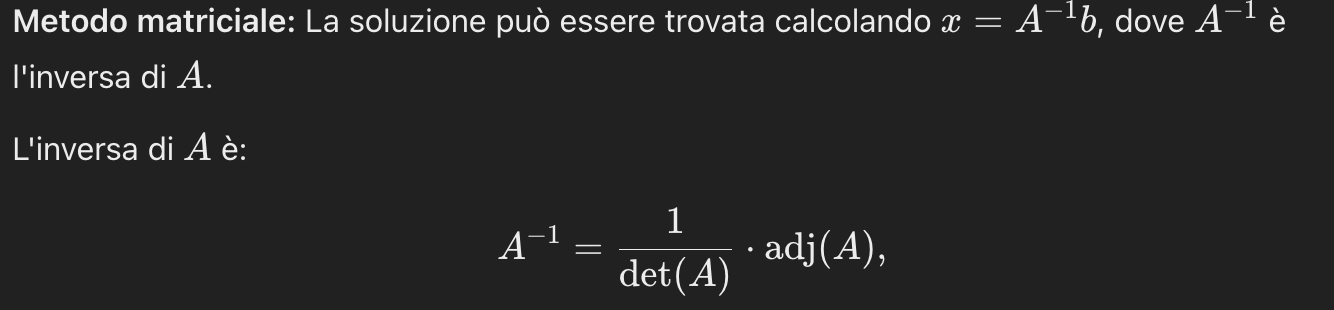 Metodo matriciale: La soluzione può essere trovata calcolando x = A⁻¹b, dove A⁻¹ è
l'inversa di A.
L'inversa di A è:
A⁻¹ = 1/det(A) · adj(A),